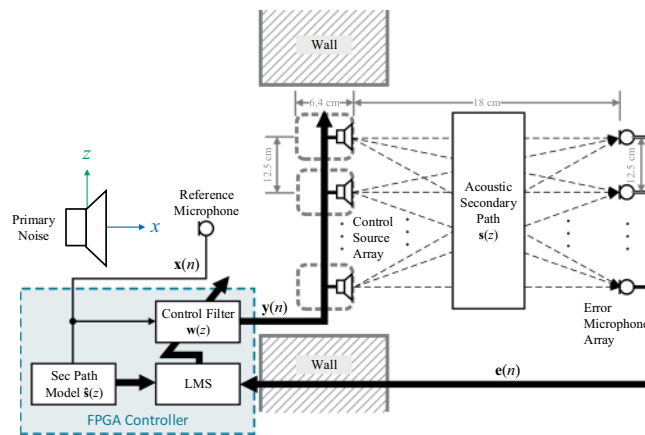 Wall
6.4 cm
18 cm
12.5 cm
12.5 cm
z
x
Primary
Noise
Reference
Microphone
x(n)
Control
Source
Array
Acoustic
Secondary
Path
s(z)
Error
Microphone
Array
Control Filter
w(z)
y(n)
Sec Path
Model ŝ(z)
LMS
FPGA Controller
Wall
e(n)